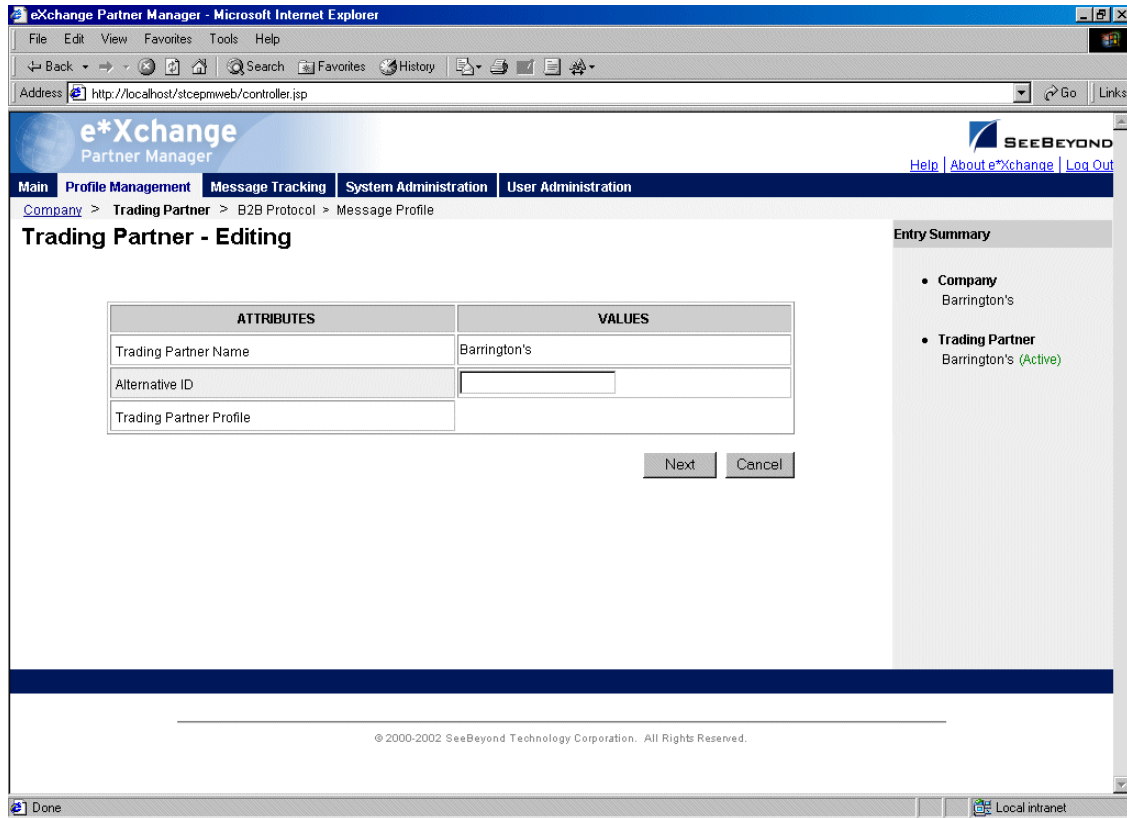 eXchange Partner Manager - Microsoft Internet Explorer
File Edit View Favorites Tools Help
Back Search Favorites History
Address http://localhost/stcepmweb/controller.jsp Go Links
e*Xchange
Partner Manager
SEEBEYOND
Help | About e*Xchange | Log Out
Main Profile Management Message Tracking System Administration User Administration
Company > Trading Partner > B2B Protocol > Message Profile
Trading Partner - Editing
Entry Summary
• Company
Barrington's
• Trading Partner
Barrington's (Active)
ATTRIBUTES VALUES
Trading Partner Name Barrington's
Alternative ID
Trading Partner Profile
Next Cancel
© 2000-2002 SeeBeyond Technology Corporation. All Rights Reserved.
Done Local intranet